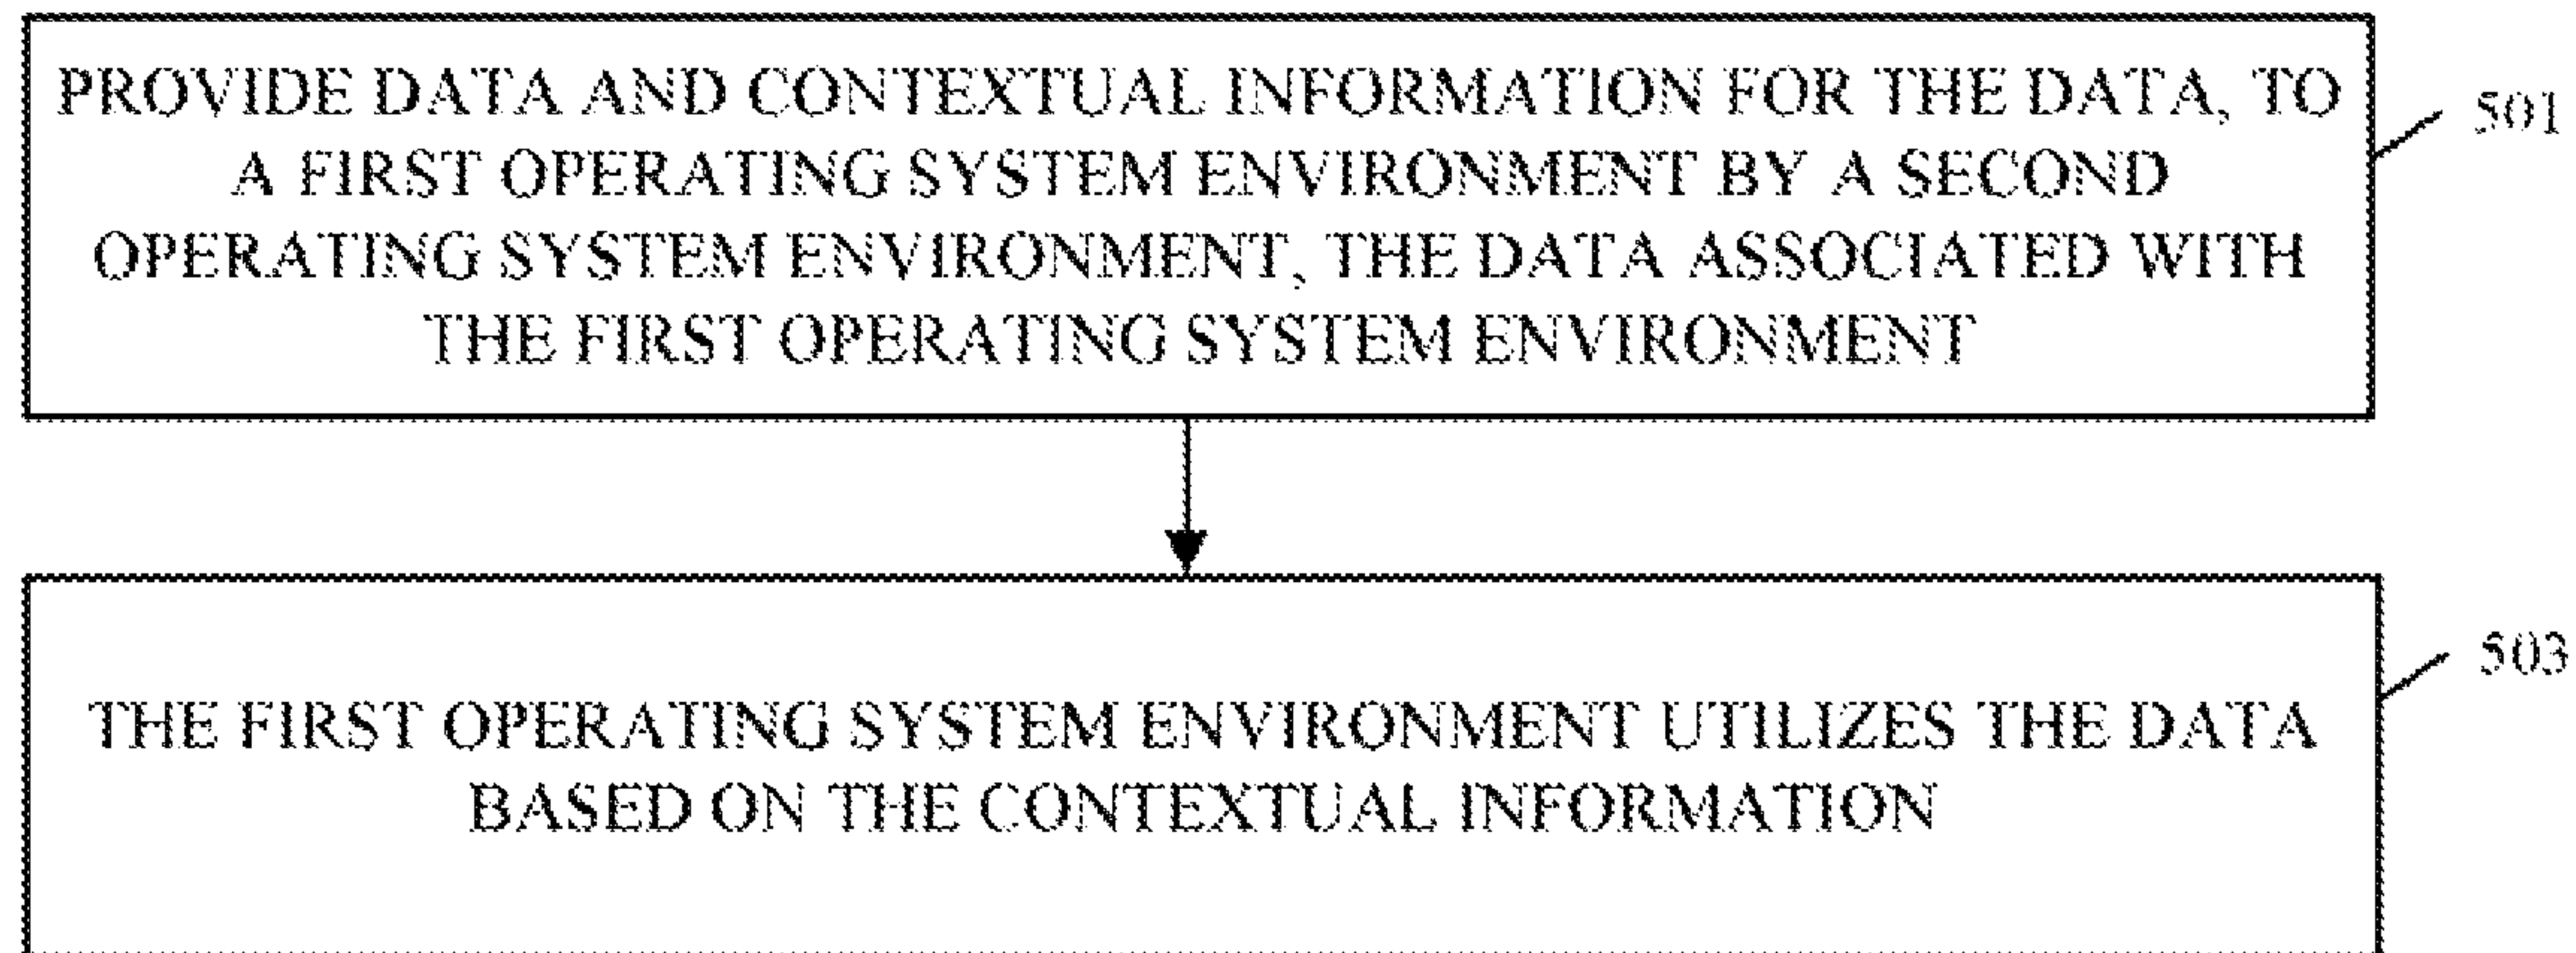 PROVIDE DATA AND CONTEXTUAL INFORMATION FOR THE DATA, TO
A FIRST OPERATING SYSTEM ENVIRONMENT BY A SECOND
OPERATING SYSTEM ENVIRONMENT, THE DATA ASSOCIATED WITH
THE FIRST OPERATING SYSTEM ENVIRONMENT
501
THE FIRST OPERATING SYSTEM ENVIRONMENT UTILIZES THE DATA
BASED ON THE CONTEXTUAL INFORMATION
503